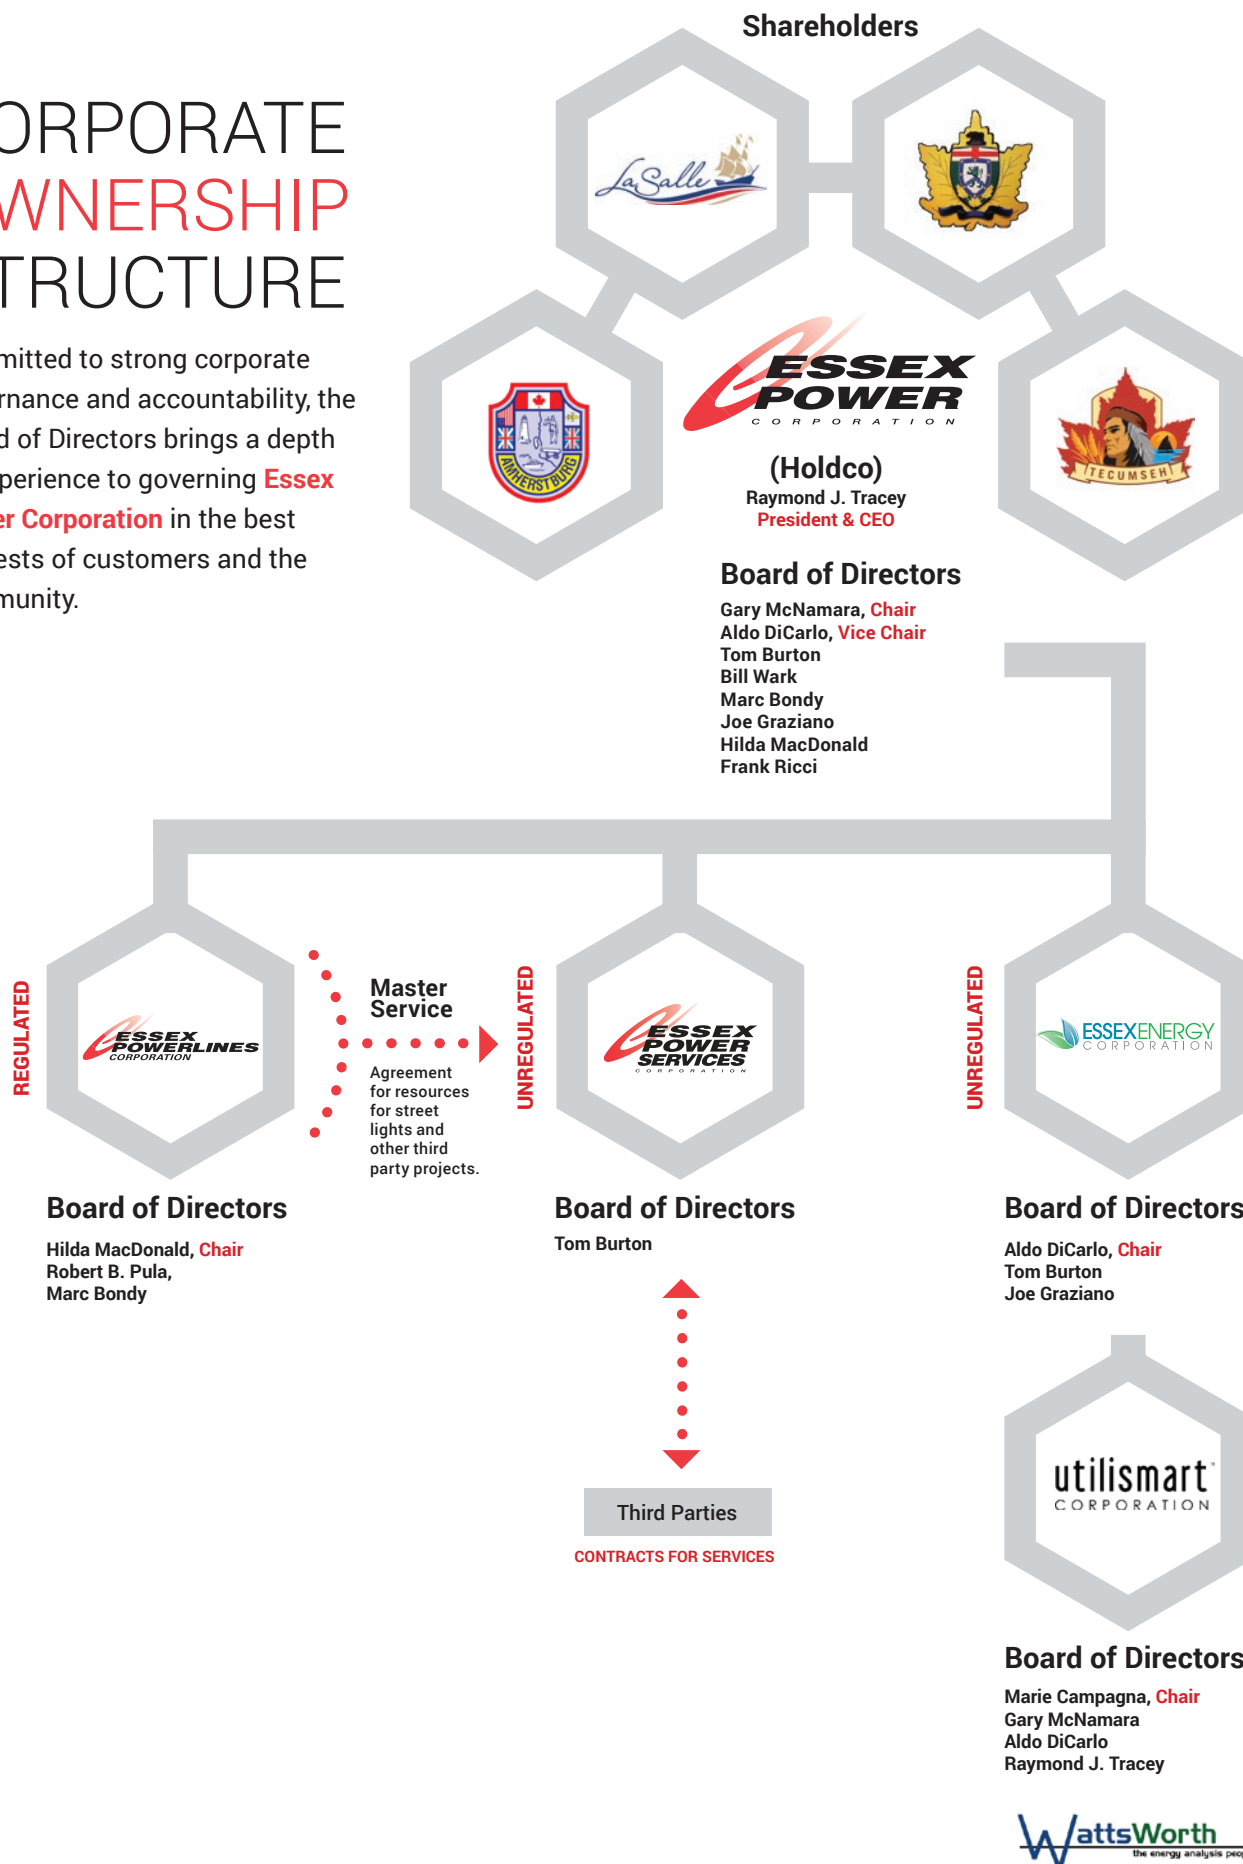 Shareholders
ORPORATE
WNERSHIP
TRUCTURE
mitted to strong corporate
rnance and accountability, the
d of Directors brings a depth
perience to governing Essex
er Corporation in the best
ests of customers and the
munity.
LaSalle
AMHERSTBURG
TECUMSEH
ESSEX
POWER
CORPORATION
(Holdco)
Raymond J. Tracey
President & CEO
Board of Directors
Gary McNamara, Chair
Aldo DiCarlo, Vice Chair
Tom Burton
Bill Wark
Marc Bondy
Joe Graziano
Hilda MacDonald
Frank Ricci
REGULATED
ESSEX
POWERLINES
CORPORATION
Board of Directors
Hilda MacDonald, Chair
Robert B. Pula,
Marc Bondy
Master
Service
Agreement
for resources
for street
lights and
other third
party projects.
UNREGULATED
ESSEX
POWER
SERVICES
CORPORATION
Board of Directors
Tom Burton
Third Parties
CONTRACTS FOR SERVICES
UNREGULATED
ESSEXENERGY
CORPORATION
Board of Directors
Aldo DiCarlo, Chair
Tom Burton
Joe Graziano
utilismart
CORPORATION
Board of Directors
Marie Campagna, Chair
Gary McNamara
Aldo DiCarlo
Raymond J. Tracey
WattsWorth
the energy analysis peop